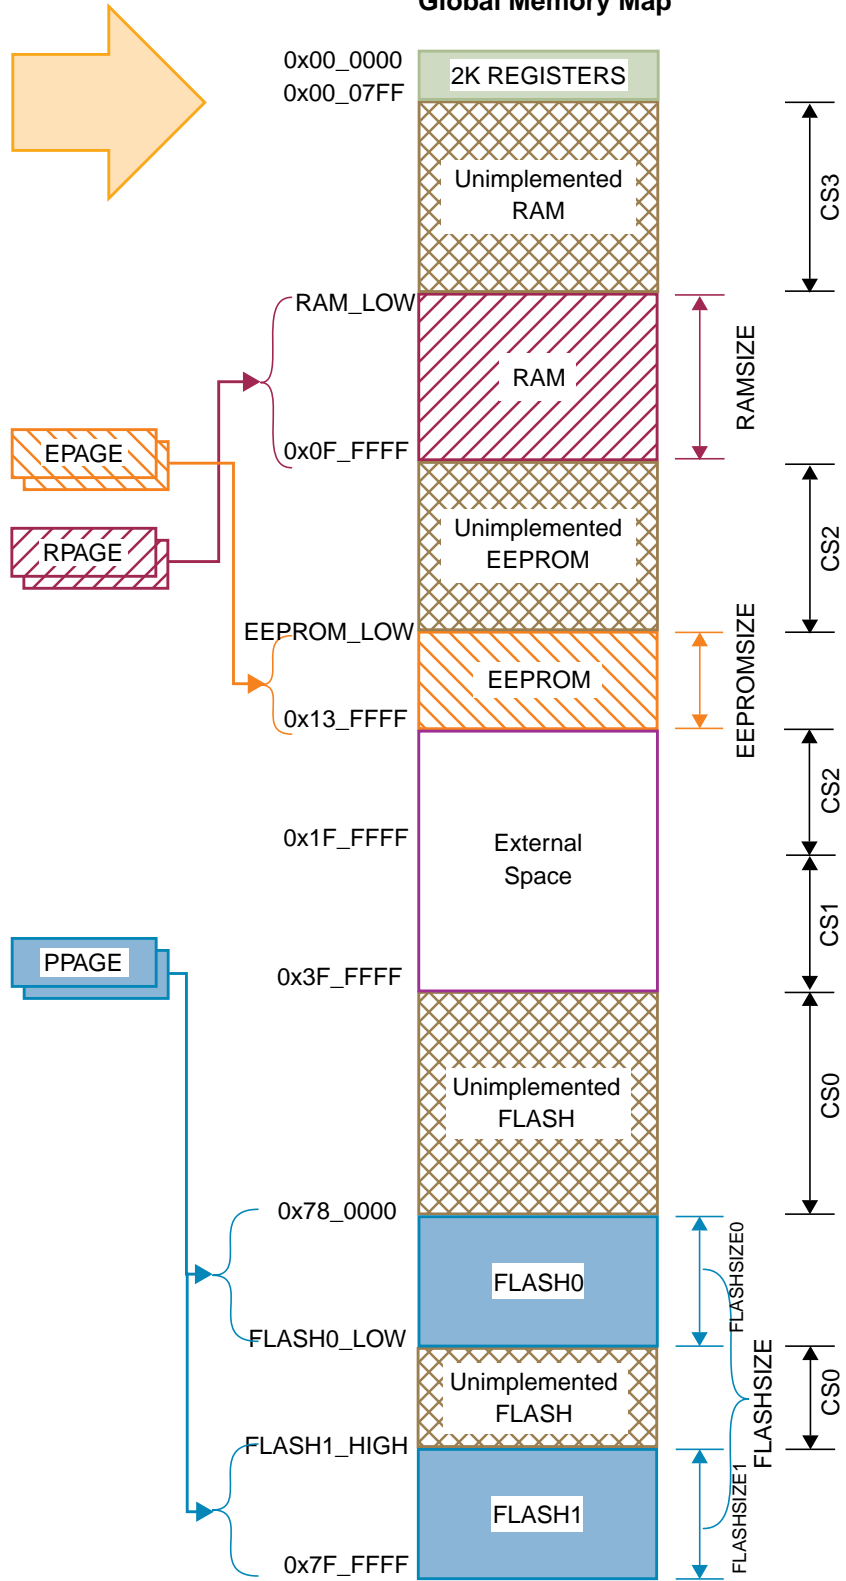 Global Memory Map
0x00_0000
2K REGISTERS
0x00_07FF
Unimplemented
RAM
CS3
RAM_LOW
RAM
RAMSIZE
0x0F_FFFF
EPAGE
RPAGE
Unimplemented
EEPROM
CS2
EEPROM_LOW
EEPROM
EEPROMSIZE
0x13_FFFF
CS2
0x1F_FFFF
External
Space
CS1
PPAGE
0x3F_FFFF
Unimplemented
FLASH
CS0
0x78_0000
FLASH0
FLASHSIZE0
FLASH0_LOW
Unimplemented
FLASH
FLASHSIZE
CS0
FLASH1_HIGH
FLASH1
FLASHSIZE1
0x7F_FFFF